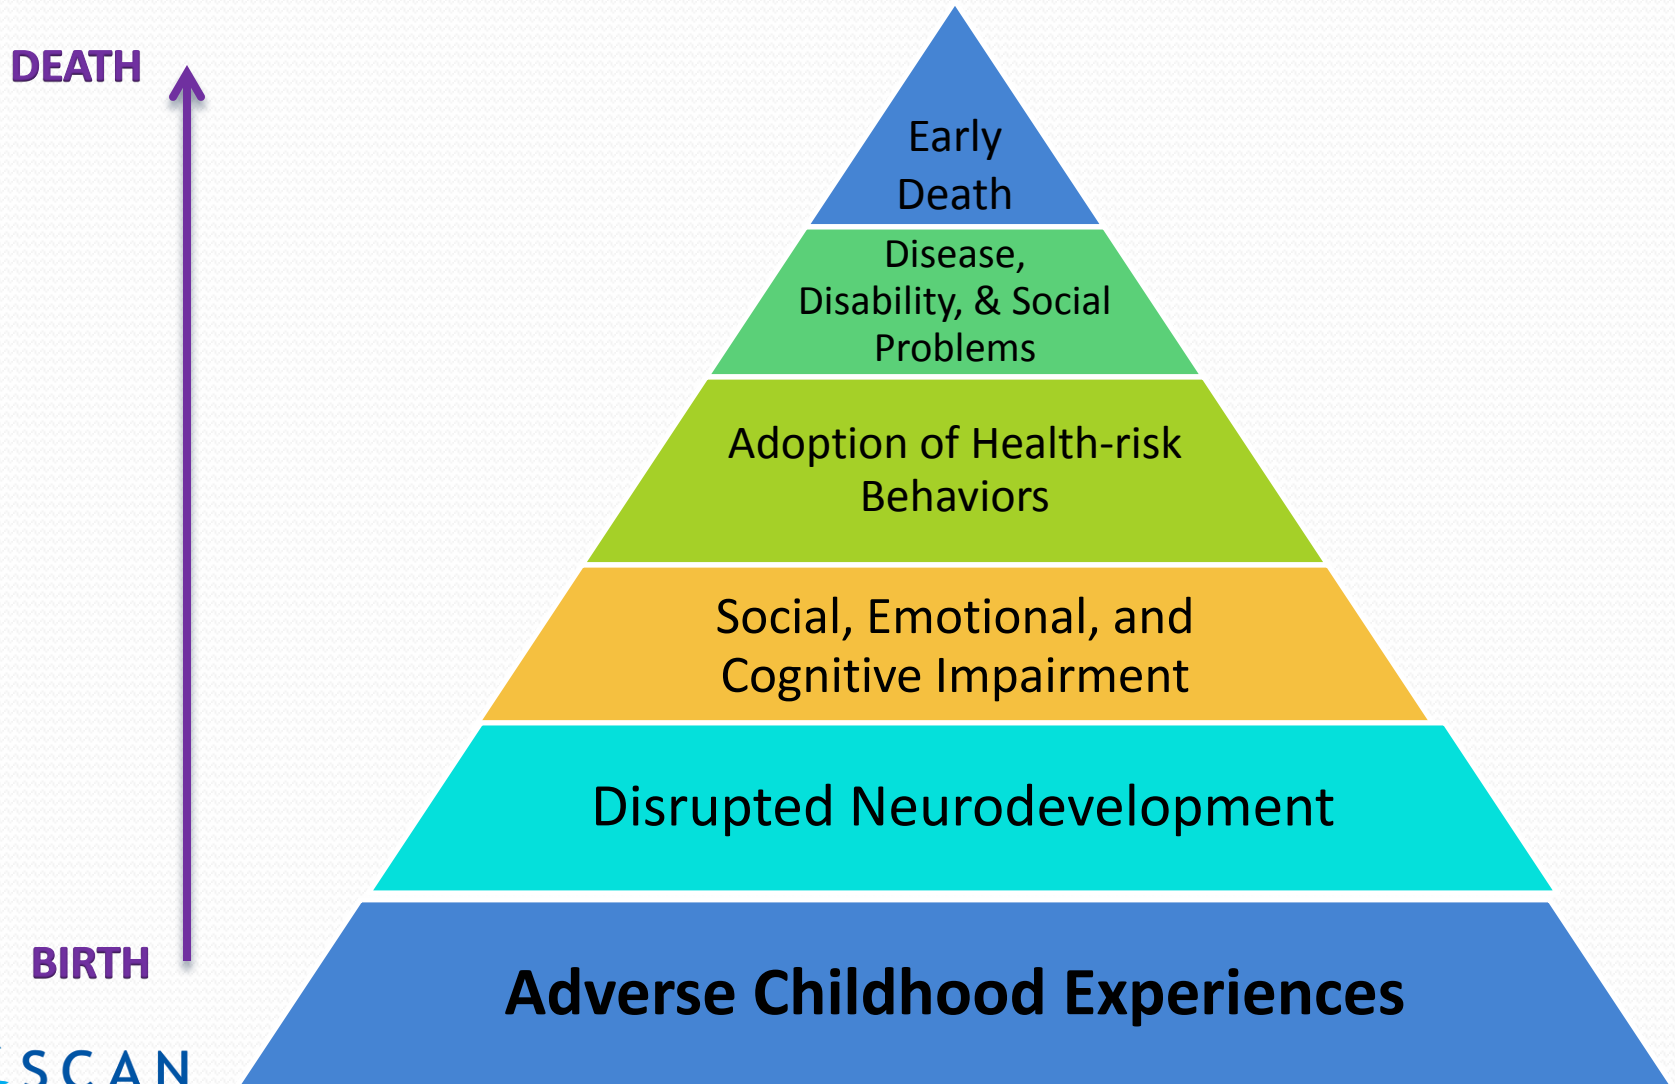 DEATH
Early
Death
Disease,
Disability, & Social
Problems
Adoption of Health-risk
Behaviors
Social, Emotional, and
Cognitive Impairment
Disrupted Neurodevelopment
BIRTH
Adverse Childhood Experiences
SCAN